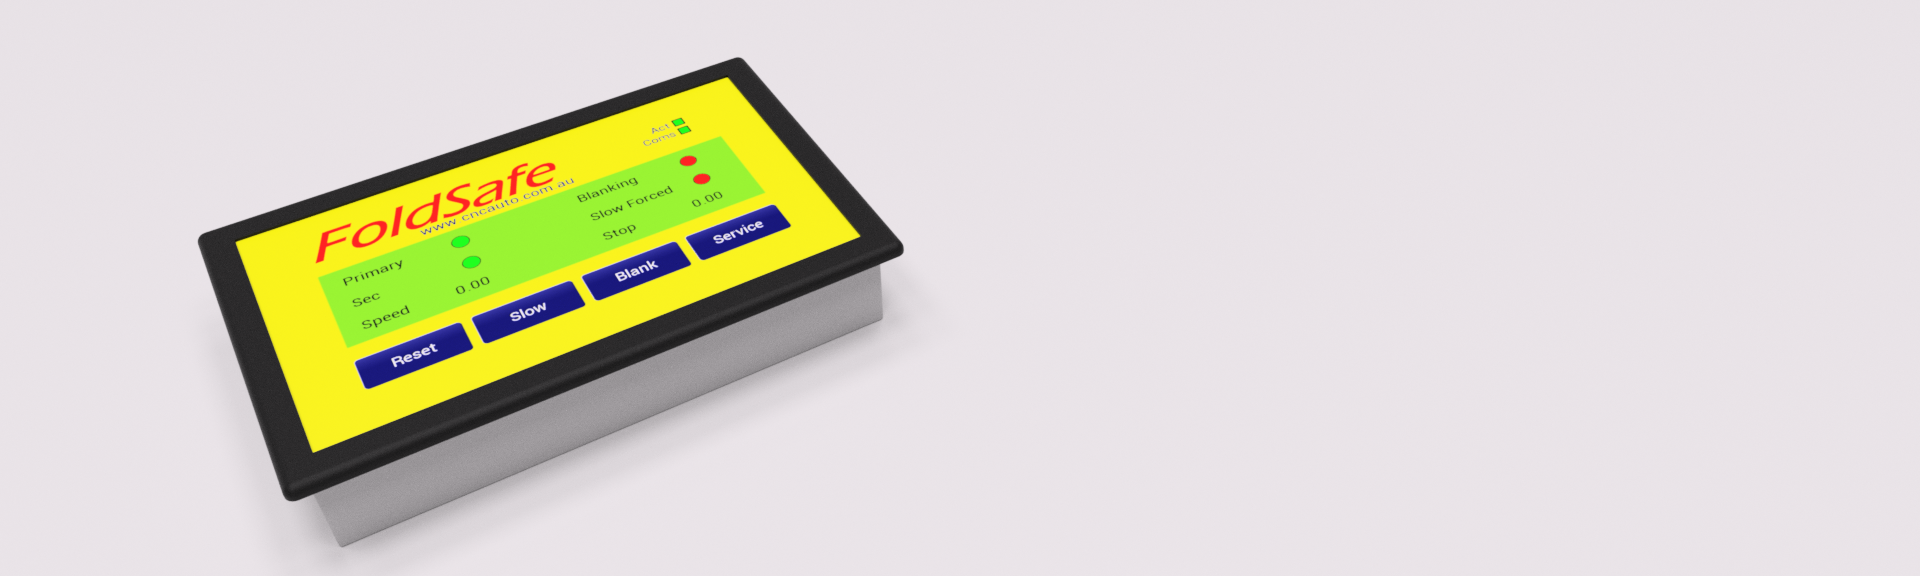 Act
Coms
FoldSafe
www.cncauto.com.au
Primary
Blanking
Sec
Slow Forced
Speed 0.00
Stop 0.00
Reset
Slow
Blank
Service